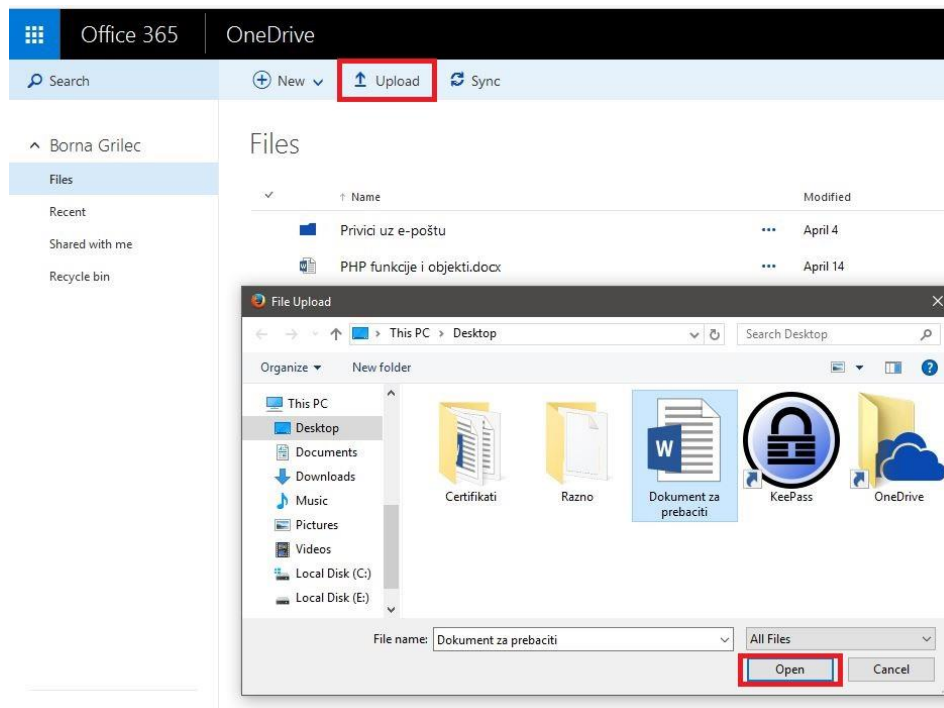 Office 365
OneDrive
Search
New
Upload
Sync
Borna Grilec
Files
Recent
Shared with me
Recycle bin
Files
Name
Modified
Privici uz e-poštu
April 4
PHP funkcije i objekti.docx
April 14
File Upload
This PC
Desktop
Search Desktop
Organize
New folder
This PC
Desktop
Documents
Downloads
Music
Pictures
Videos
Local Disk (C:)
Local Disk (E:)
Certifikati
Razno
W
Dokument za
prebaciti
KeePass
OneDrive
File name:
Dokument za prebaciti
All Files
Open
Cancel